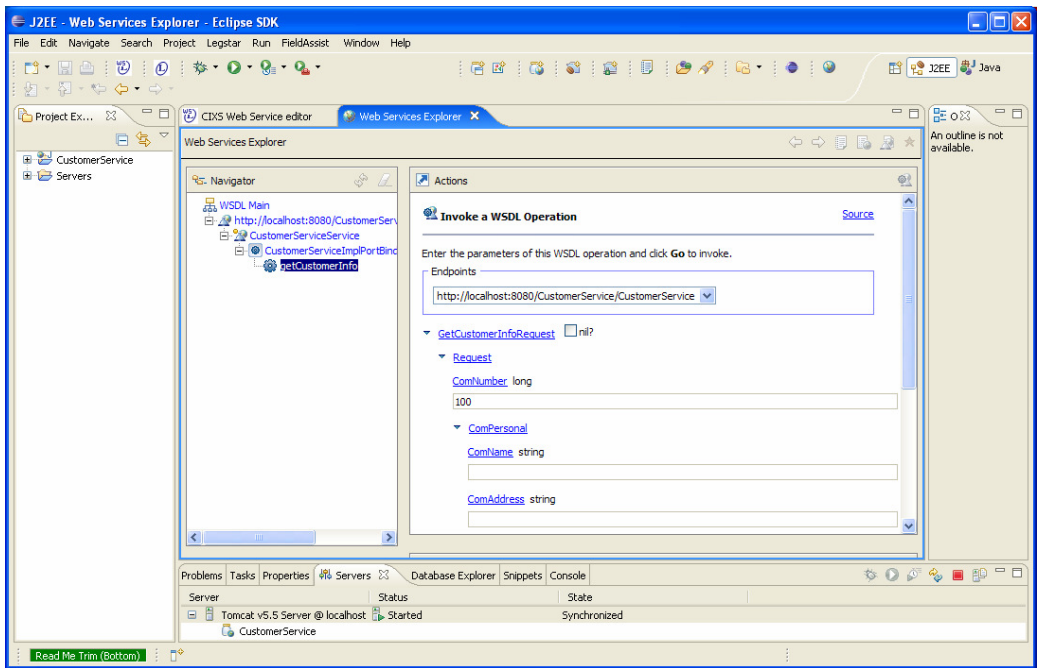 J2EE - Web Services Explorer - Eclipse SDK
File Edit Navigate Search Project Legstar Run FieldAssist Window Help
J2EE Java
Project Ex...
CustomerService
Servers
CIXS Web Service editor
Web Services Explorer
Web Services Explorer
Navigator
WSDL Main
http://localhost:8080/CustomerServ
CustomerServiceService
CustomerServiceImplPortBind
getCustomerInfo
Actions
Invoke a WSDL Operation
Source
Enter the parameters of this WSDL operation and click Go to invoke.
Endpoints
http://localhost:8080/CustomerService/CustomerService
GetCustomerInfoRequest nil?
Request
ComNumber long
100
ComPersonal
ComName string
ComAddress string
O
An outline is not
available.
Problems Tasks Properties Servers Database Explorer Snippets Console
Server Status State
Tomcat v5.5 Server @ localhost Started Synchronized
CustomerService
Read Me Trim (Bottom)